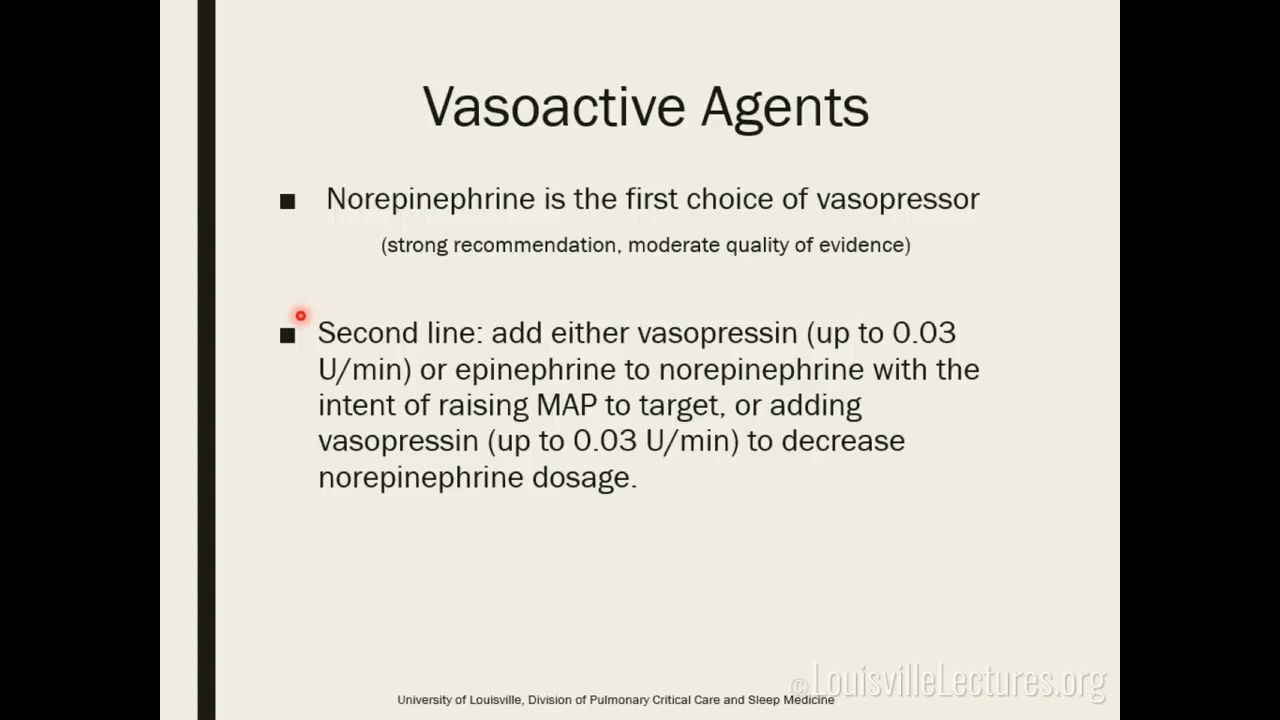 Vasoactive Agents
■ Norepinephrine is the first choice of vasopressor
(strong recommendation, moderate quality of evidence)
■ Second line: add either vasopressin (up to 0.03
U/min) or epinephrine to norepinephrine with the
intent of raising MAP to target, or adding
vasopressin (up to 0.03 U/min) to decrease
norepinephrine dosage.
©LouisvilleLectures.org
University of Louisville, Division of Pulmonary Critical Care and Sleep Medicine